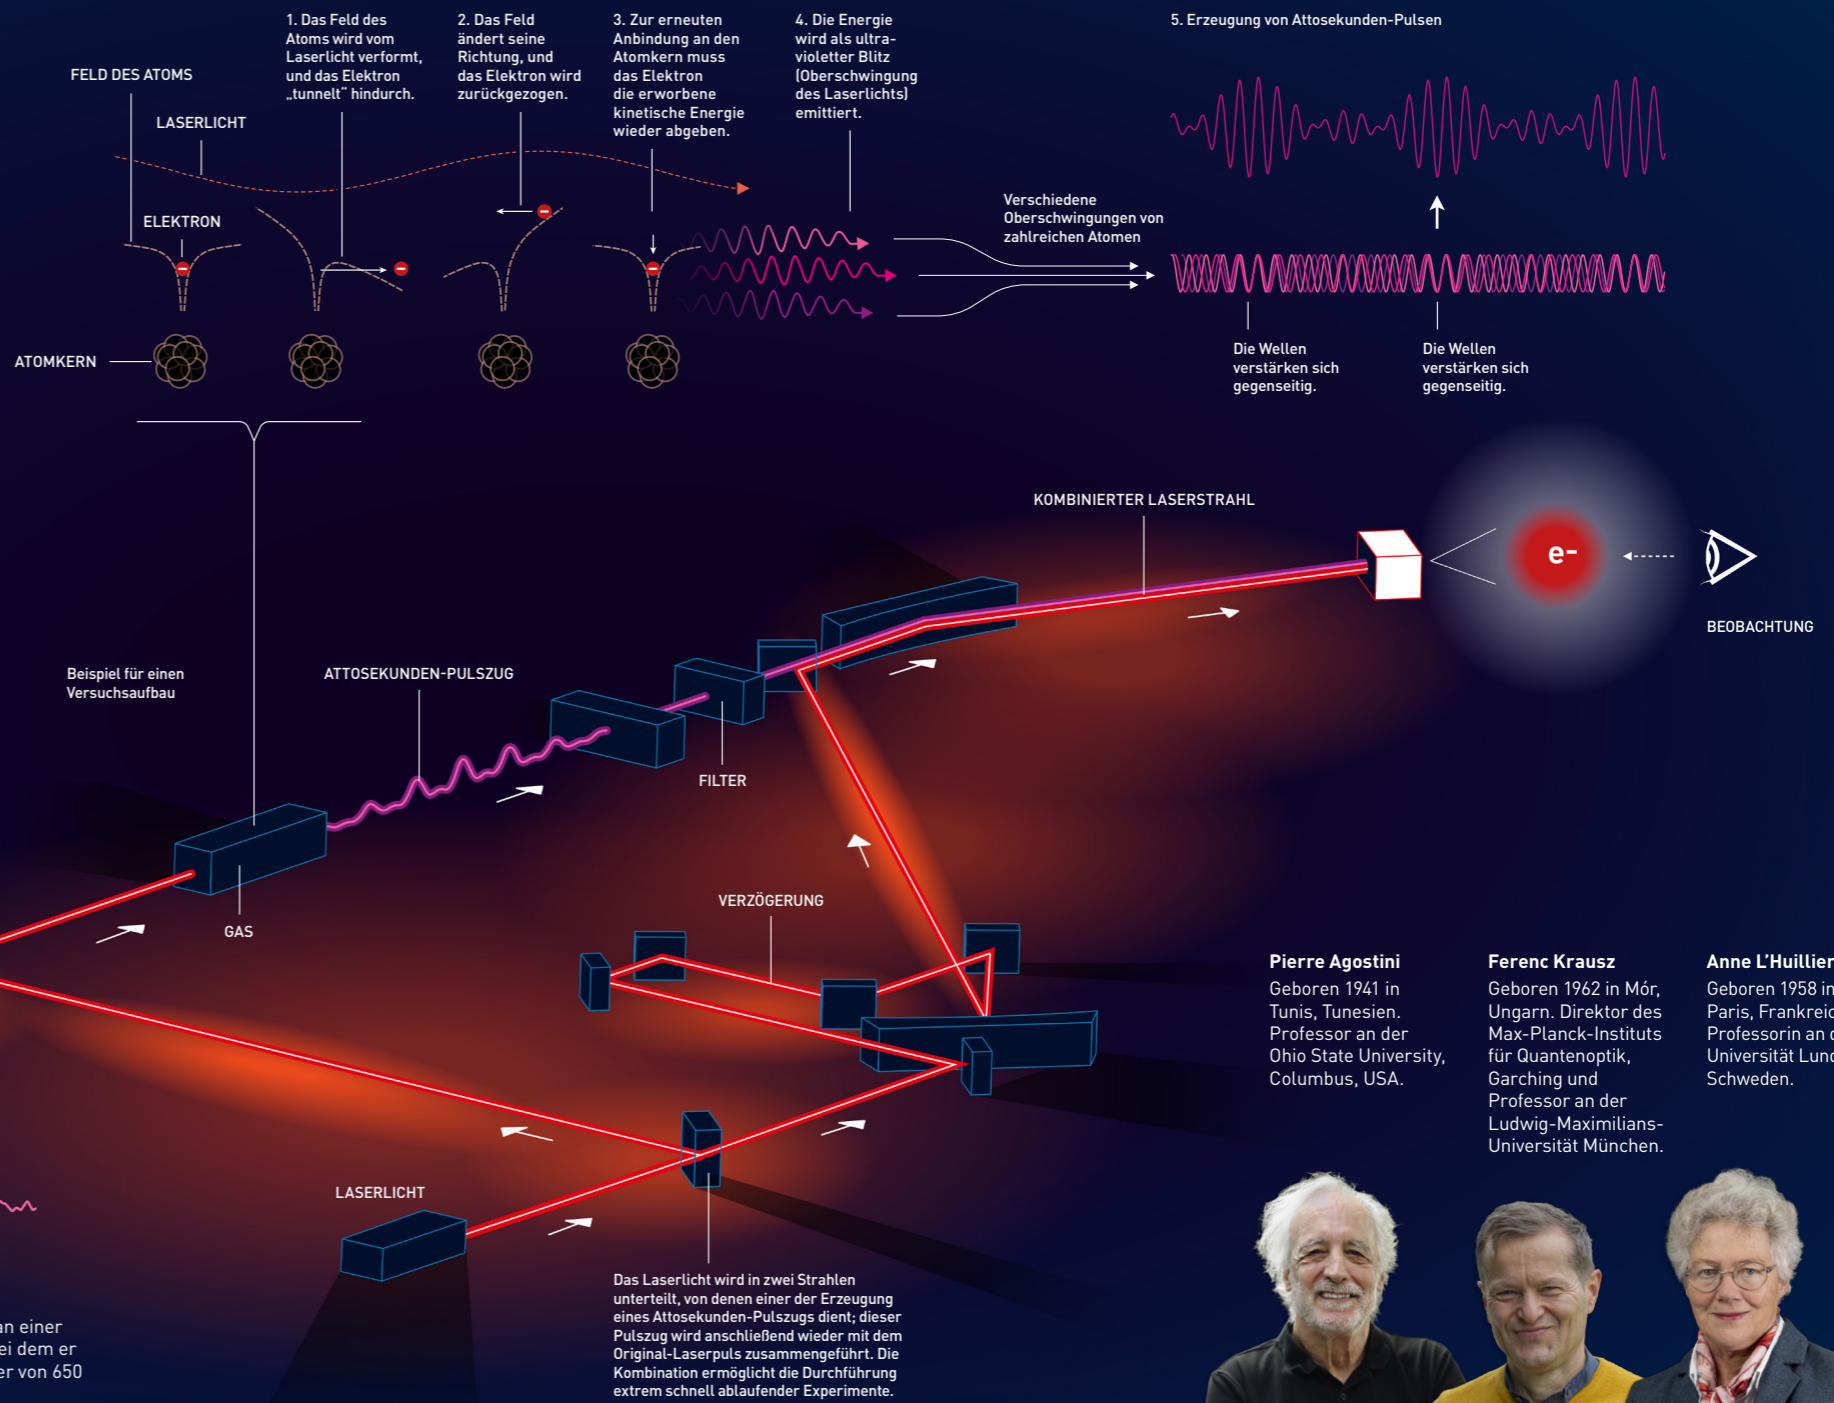 1. Das Feld des
Atoms wird vom
Laserlicht verformt,
und das Elektron
„tunnelt“ hindurch.
2. Das Feld
ändert seine
Richtung, und
das Elektron wird
zurückgezogen.
3. Zur erneuten
Anbindung an den
Atomkern muss
das Elektron
die erworbene
kinetische Energie
wieder abgeben.
4. Die Energie
wird als ultra-
violetter Blitz
(Oberschwingung
des Laserlichts)
emittiert.
5. Erzeugung von Attosekunden-Pulsen
FELD DES ATOMS
LASERLICHT
ELEKTRON
ATOMKERN
Verschiedene
Oberschwingungen von
zahlreichen Atomen
Die Wellen
verstärken sich
gegenseitig.
Die Wellen
verstärken sich
gegenseitig.
KOMBINIERTER LASERSTRAHL
e-
BEOBACHTUNG
Beispiel für einen
Versuchsaufbau
ATTOSEKUNDEN-PULSZUG
FILTER
GAS
VERZÖGERUNG
LASERLICHT
Das Laserlicht wird in zwei Strahlen
unterteilt, von denen einer der Erzeugung
eines Attosekunden-Pulszugs dient; dieser
Pulszug wird anschließend wieder mit dem
Original-Laserpuls zusammengeführt. Die
Kombination ermöglicht die Durchführung
extrem schnell ablaufender Experimente.
an einer
ei dem er
er von 650
Pierre Agostini
Geboren 1941 in
Tunis, Tunesien.
Professor an der
Ohio State University,
Columbus, USA.
Ferenc Krausz
Geboren 1962 in Mór,
Ungarn. Direktor des
Max-Planck-Instituts
für Quantenoptik,
Garching und
Professor an der
Ludwig-Maximilians-
Universität München.
Anne L’Huillier
Geboren 1958 in
Paris, Frankreic
Professorin an d
Universität Lund
Schweden.